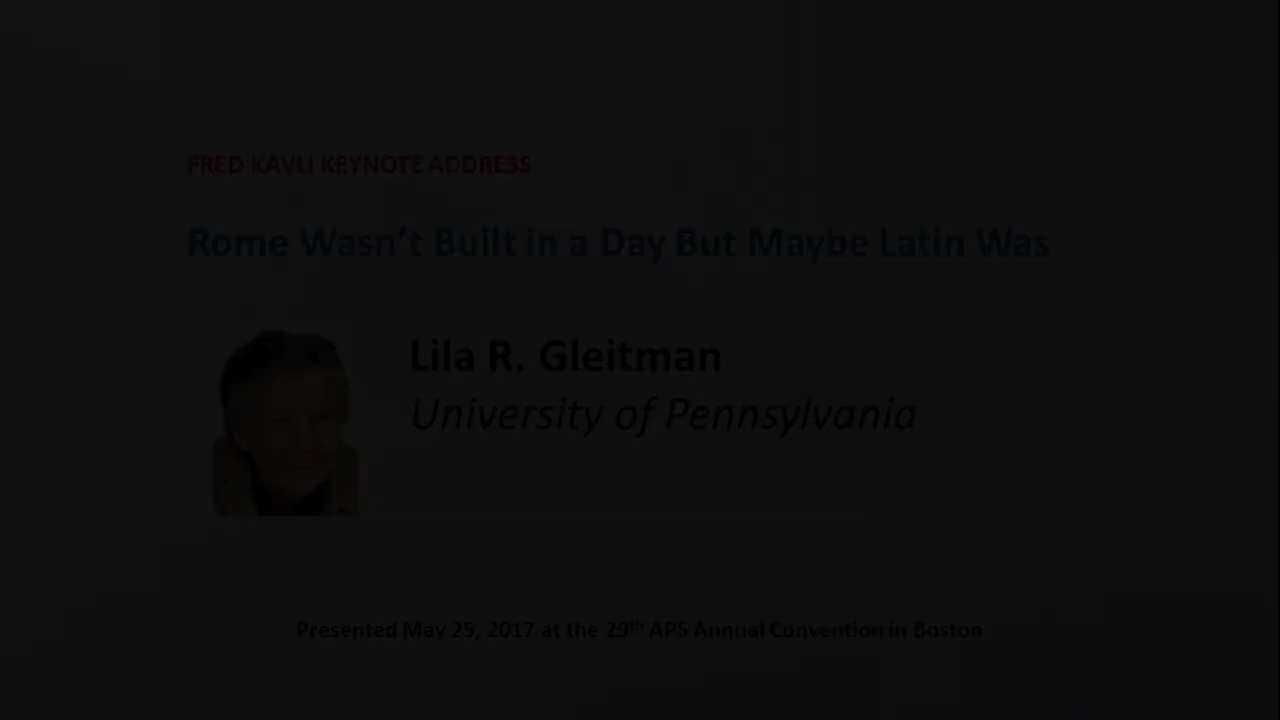 FRED KAVLI KEYNOTE ADDRESS
Rome Wasn't Built in a Day But Maybe Latin Was
Lila R. Gleitman
University of Pennsylvania
Presented May 25, 2017 at the 29th APS Annual Convention in Boston